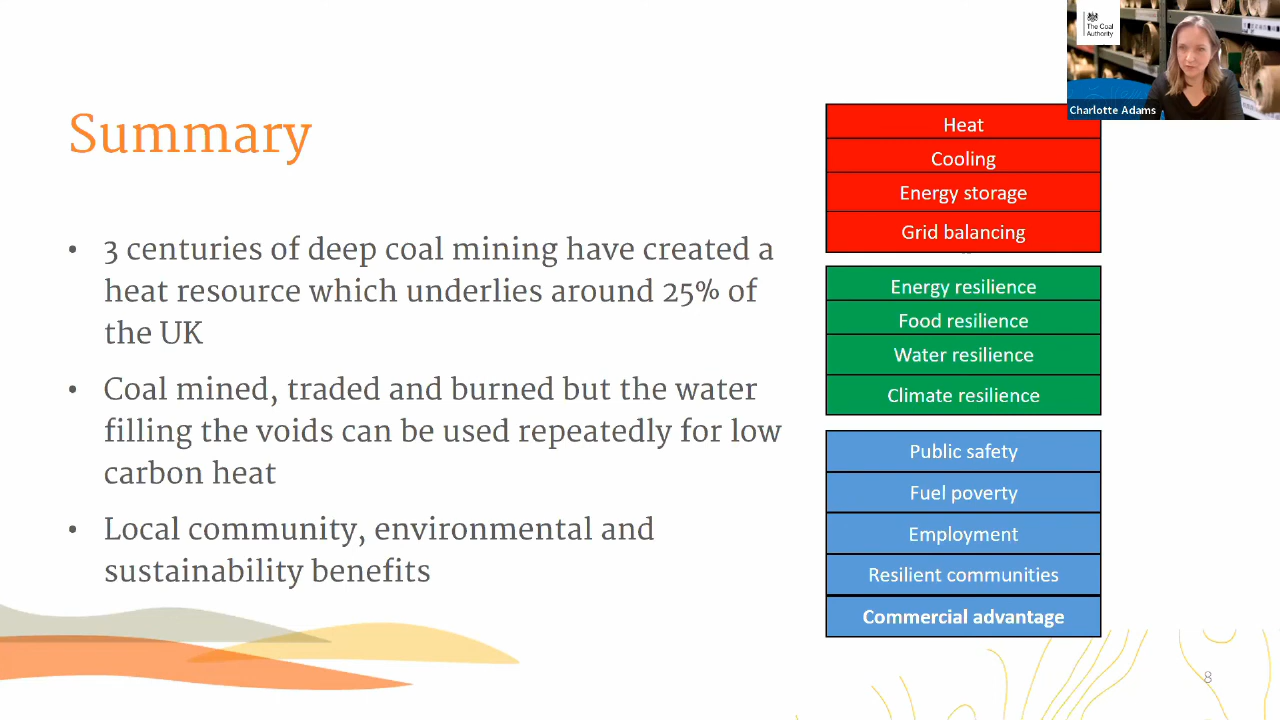 Summary
• 3 centuries of deep coal mining have created a
heat resource which underlies around 25% of
the UK
• Coal mined, traded and burned but the water
filling the voids can be used repeatedly for low
carbon heat
• Local community, environmental and
sustainability benefits
Heat
Cooling
Energy storage
Grid balancing
Energy resilience
Food resilience
Water resilience
Climate resilience
Public safety
Fuel poverty
Employment
Resilient communities
Commercial advantage
The Coal
Authority
Charlotte Adams
8